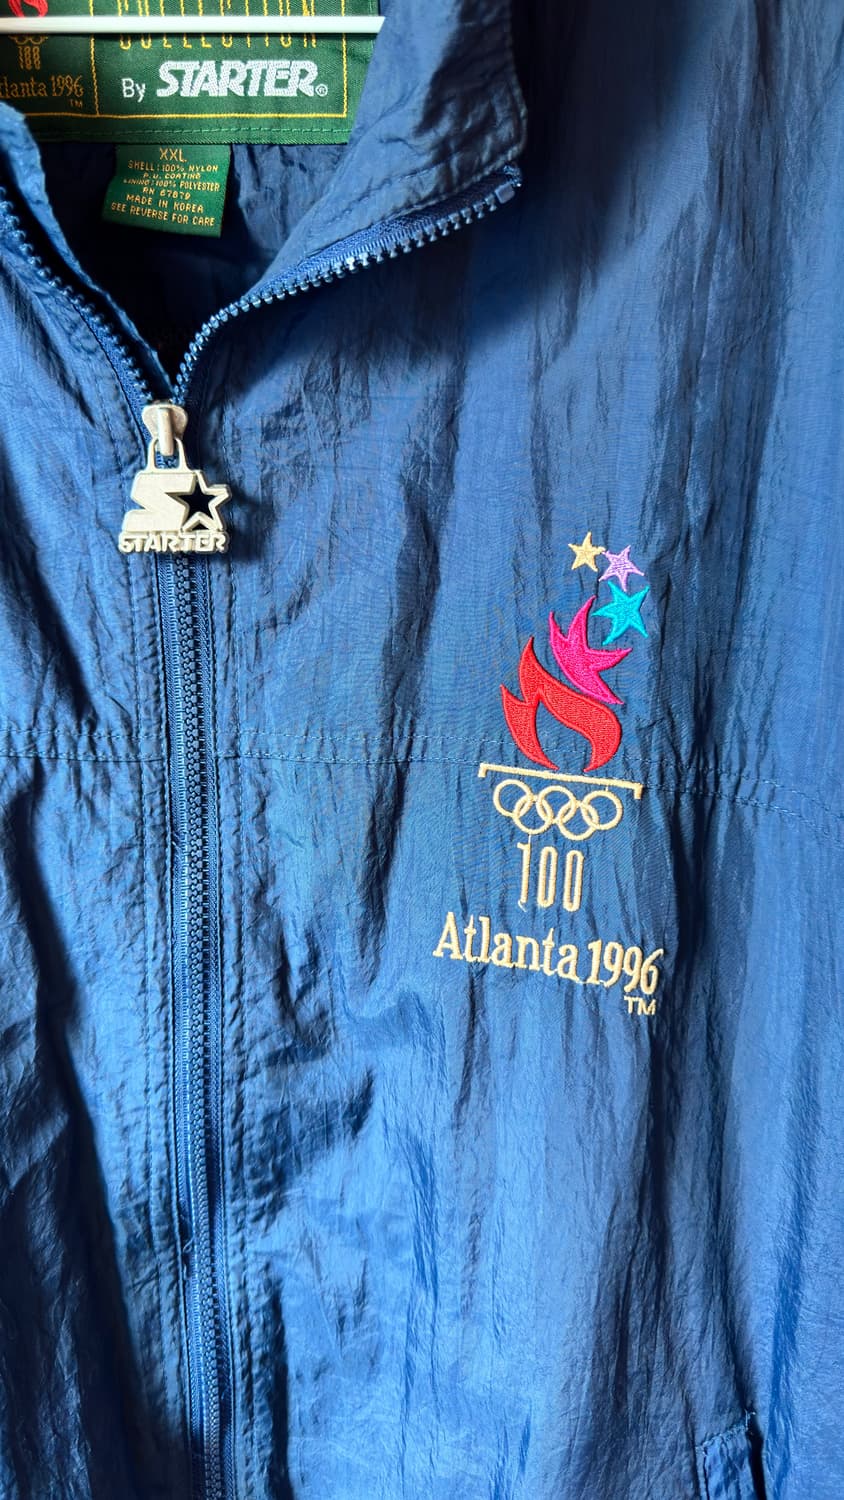 COLLECTION
Atlanta 1996
TM
By STARTER®
XXL
SHELL: 100% NYLON
P.U. COATING
LINING: 100% POLYESTER
RN 67879
MADE IN KOREA
SEE REVERSE FOR CARE
STARTER
100
Atlanta 1996
TM